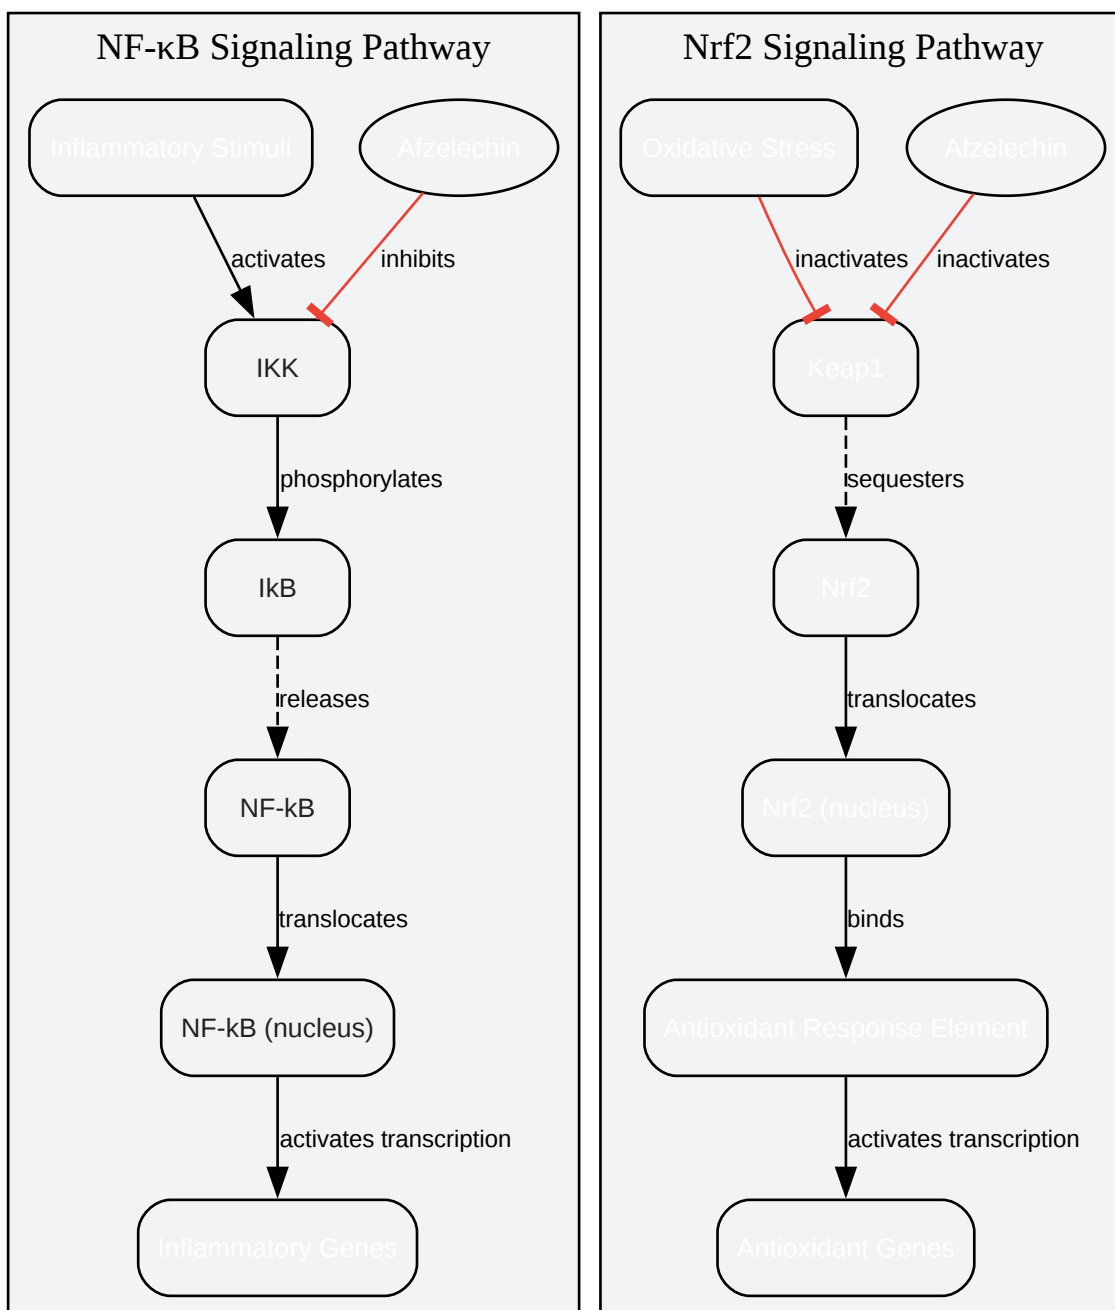 NF-κB Signaling Pathway
Inflammatory Stimuli
Afzelechin
activates
inhibits
IKK
phosphorylates
IkB
releases
NF-kB
translocates
NF-kB (nucleus)
activates transcription
Inflammatory Genes
Nrf2 Signaling Pathway
Oxidative Stress
Afzelechin
inactivates
inactivates
Keap1
sequesters
Nrf2
translocates
Nrf2 (nucleus)
binds
Antioxidant Response Element
activates transcription
Antioxidant Genes